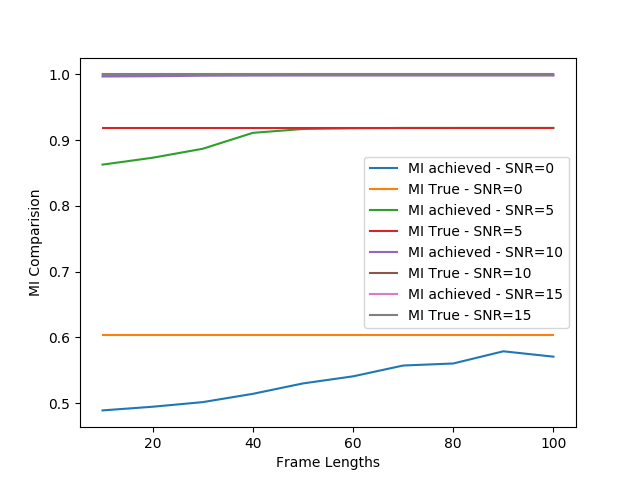 1.0
0.9
0.8
0.7
0.6
0.5
MI Comparision
MI achieved - SNR=0
MI True - SNR=0
MI achieved - SNR=5
MI True - SNR=5
MI achieved - SNR=10
MI True - SNR=10
MI achieved - SNR=15
MI True - SNR=15
20 40 60 80 100
Frame Lengths